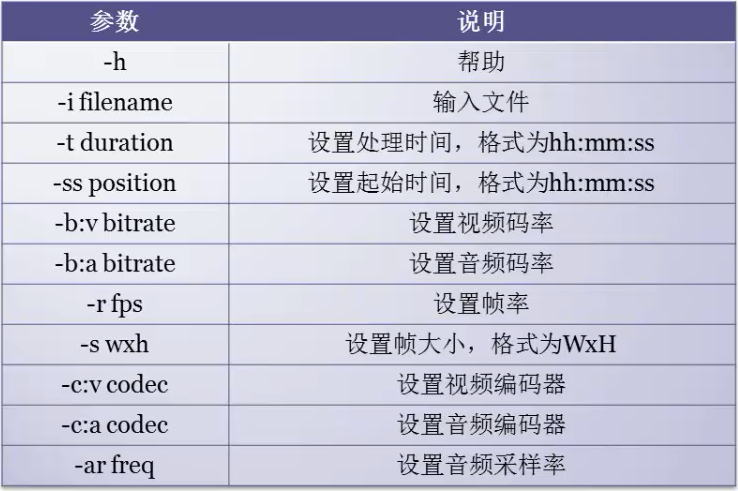 参数 说明
-h 帮助
-i filename 输入文件
-t duration 设置处理时间，格式为hh:mm:ss
-ss position 设置起始时间，格式为hh:mm:ss
-b:v bitrate 设置视频码率
-b:a bitrate 设置音频码率
-r fps 设置帧率
-s wxh 设置帧大小，格式为WxH
-c:v codec 设置视频编码器
-c:a codec 设置音频编码器
-ar freq 设置音频采样率